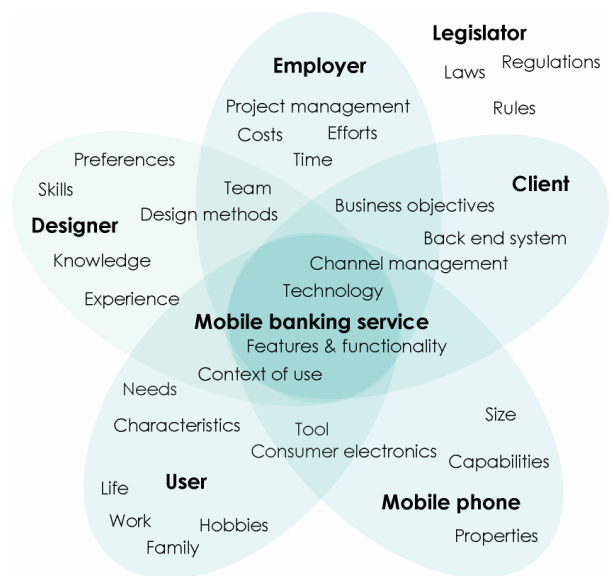 Legislator
Laws
Regulations
Rules
Employer
Project management
Costs
Efforts
Time
Preferences
Skills
Designer
Knowledge
Experience
Team
Design methods
Client
Business objectives
Back end system
Channel management
Technology
Mobile banking service
Features & functionality
Context of use
Needs
Characteristics
Tool
Consumer electronics
User
Life
Work
Hobbies
Family
Size
Capabilities
Mobile phone
Properties